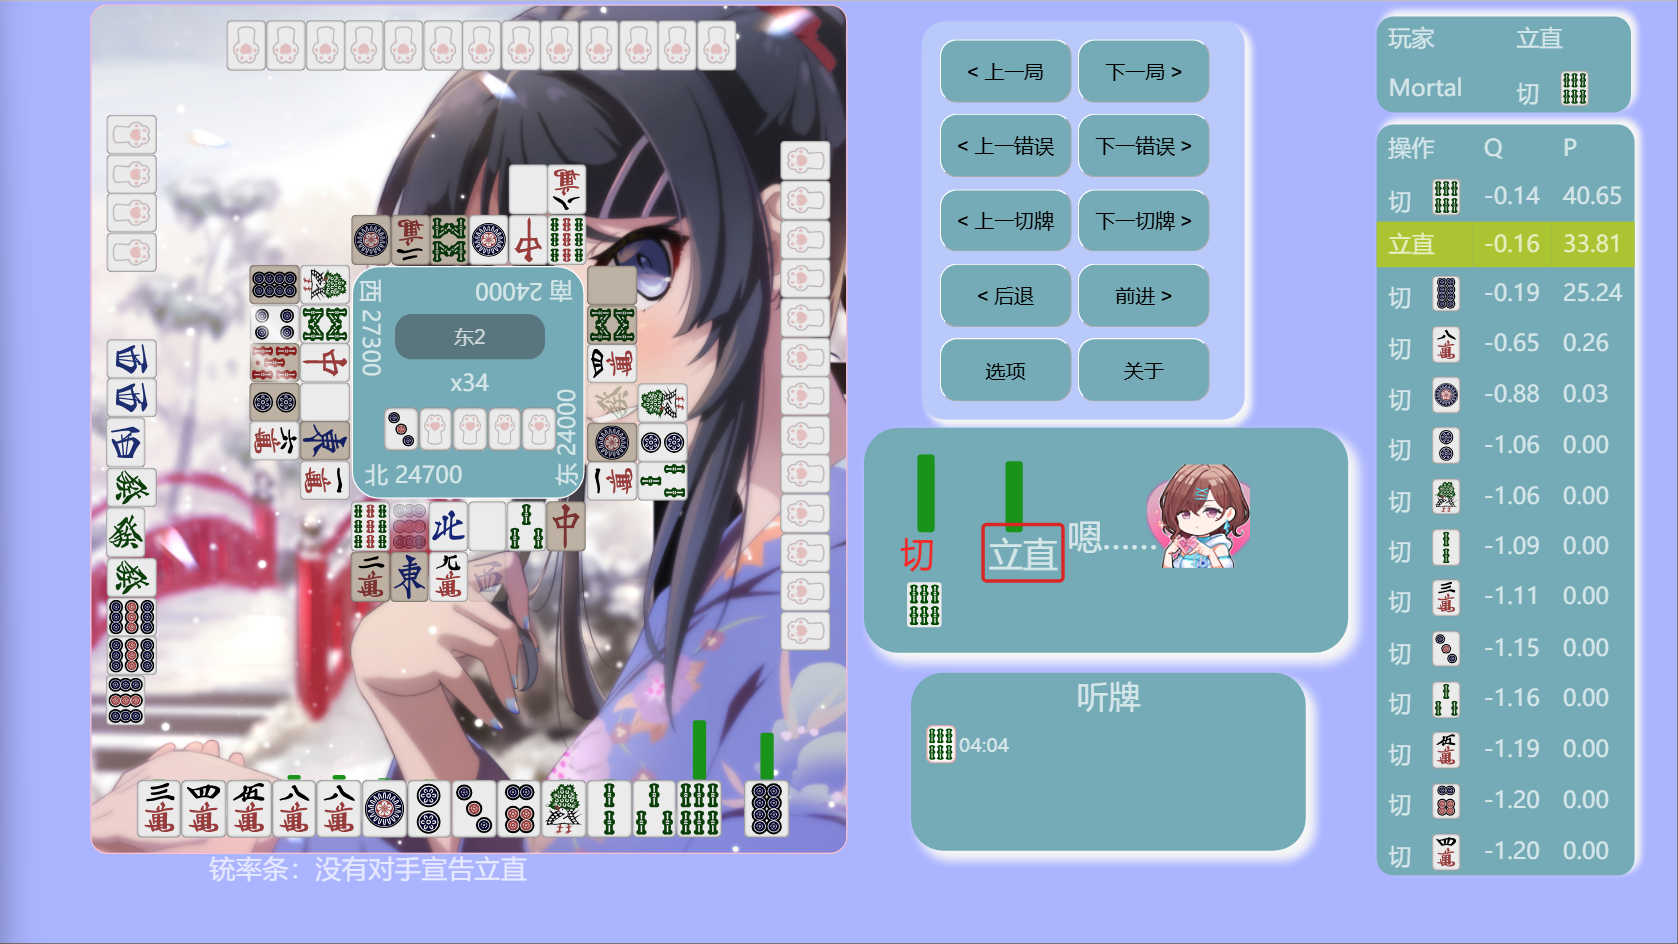 < 上一局
下一局 >
< 上一错误
下一错误 >
< 上一切牌
下一切牌 >
< 后退
前进 >
选项
关于
玩家 立直
Mortal 切
操作 Q P
切 -0.14 40.65
立直 -0.16 33.81
切 -0.19 25.24
切 -0.65 0.26
切 -0.88 0.03
切 -1.06 0.00
切 -1.06 0.00
切 -1.09 0.00
切 -1.11 0.00
切 -1.15 0.00
切 -1.16 0.00
切 -1.19 0.00
切 -1.20 0.00
切 -1.20 0.00
南 24000
西 27300
东2
x34
东 24000
北 24700
切
立直
嗯......
听牌
04:04
铳率条：没有对手宣告立直